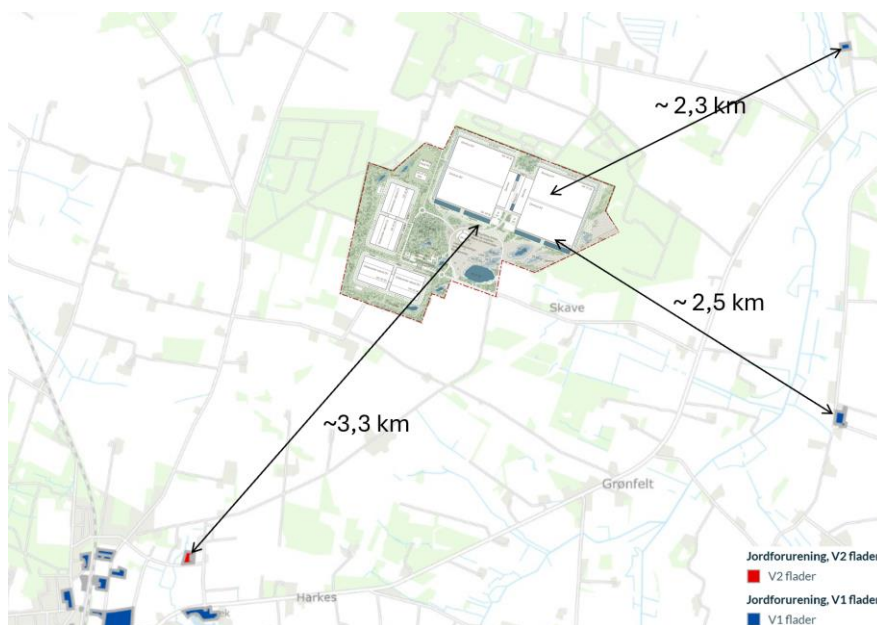 ~ 2,3 km
~ 2,5 km
Skave
~3,3 km
Grønfelt
Harkes
Jordforurening, V2 flader
V2 flader
Jordforurening, V1 flader
V1 flader